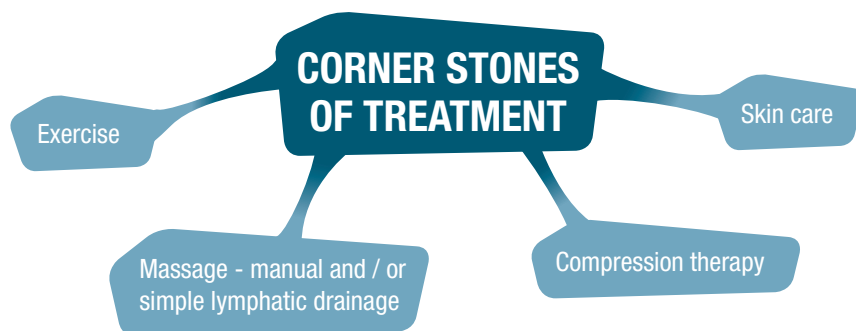 CORNER STONES
OF TREATMENT
Exercise
Skin care
Massage - manual and / or
simple lymphatic drainage
Compression therapy